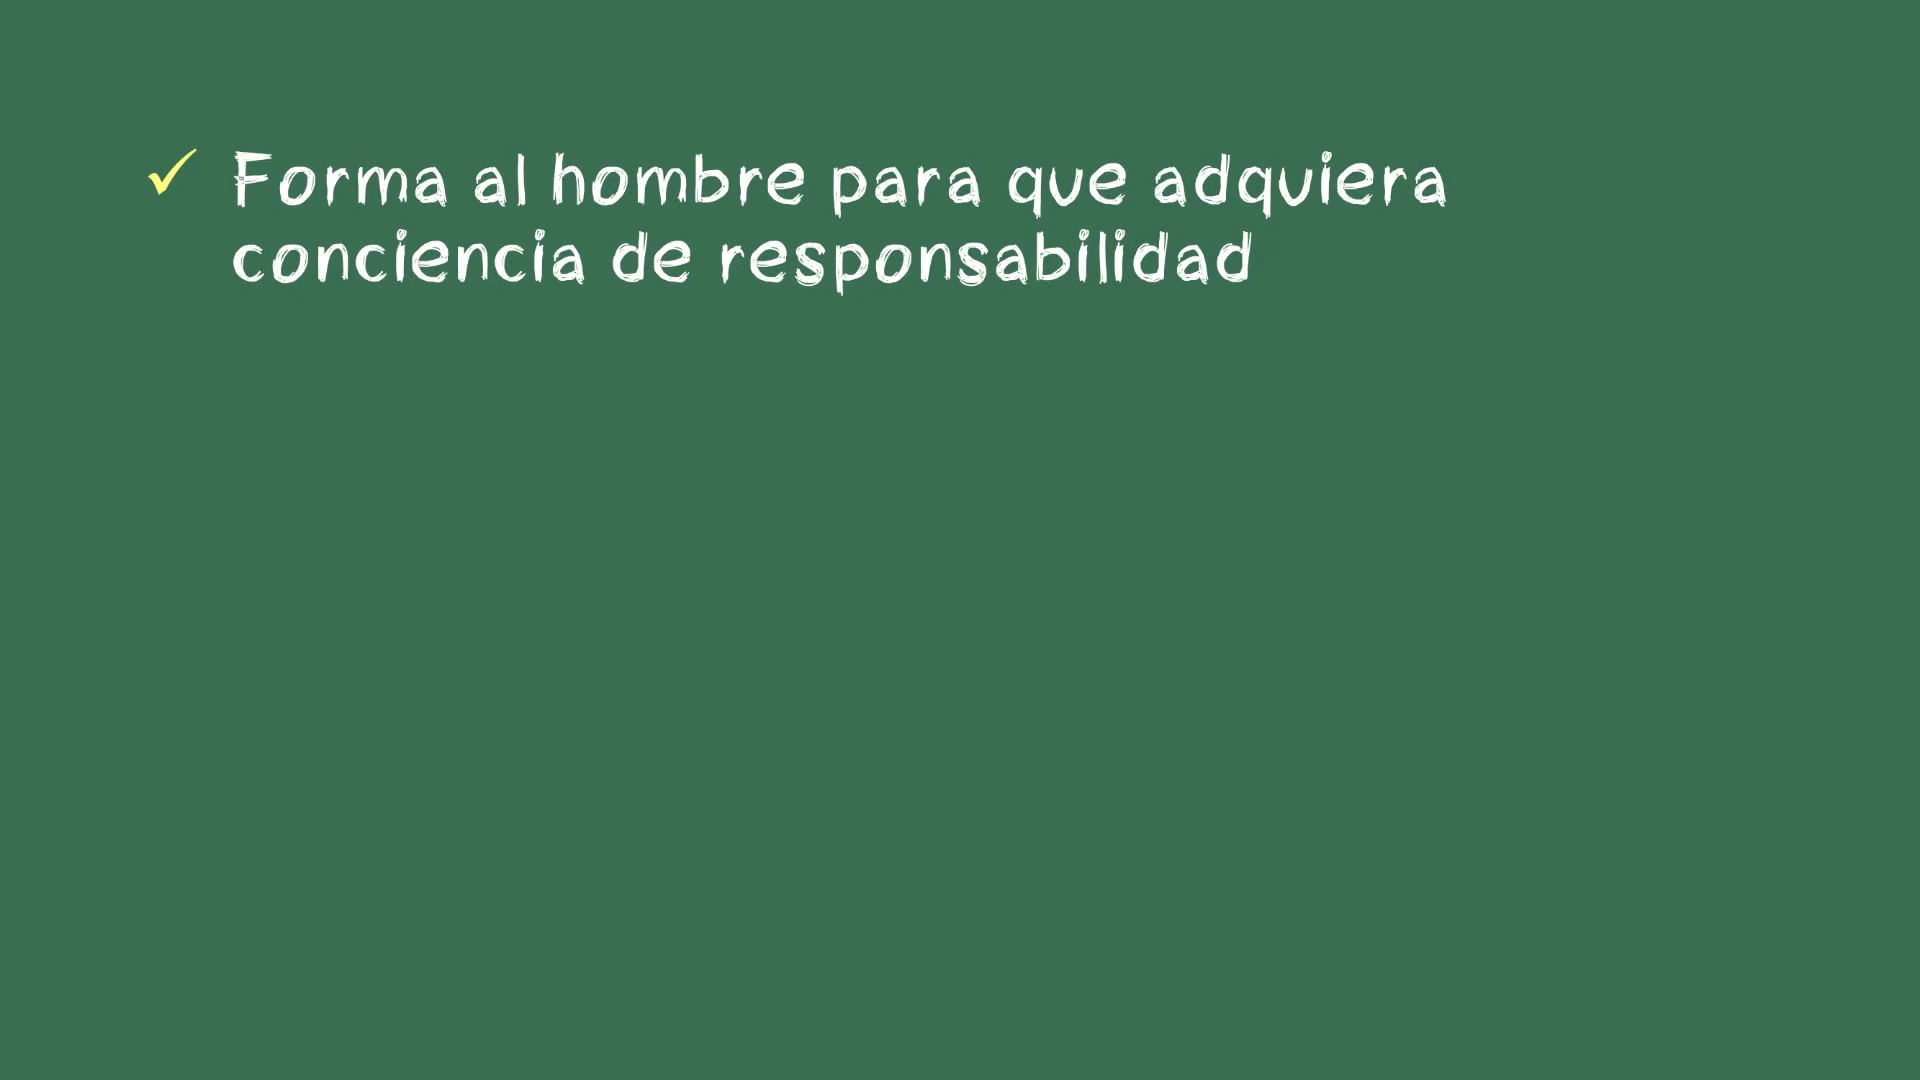 ✓ Forma al hombre para que adquiera
conciencia de responsabilidad